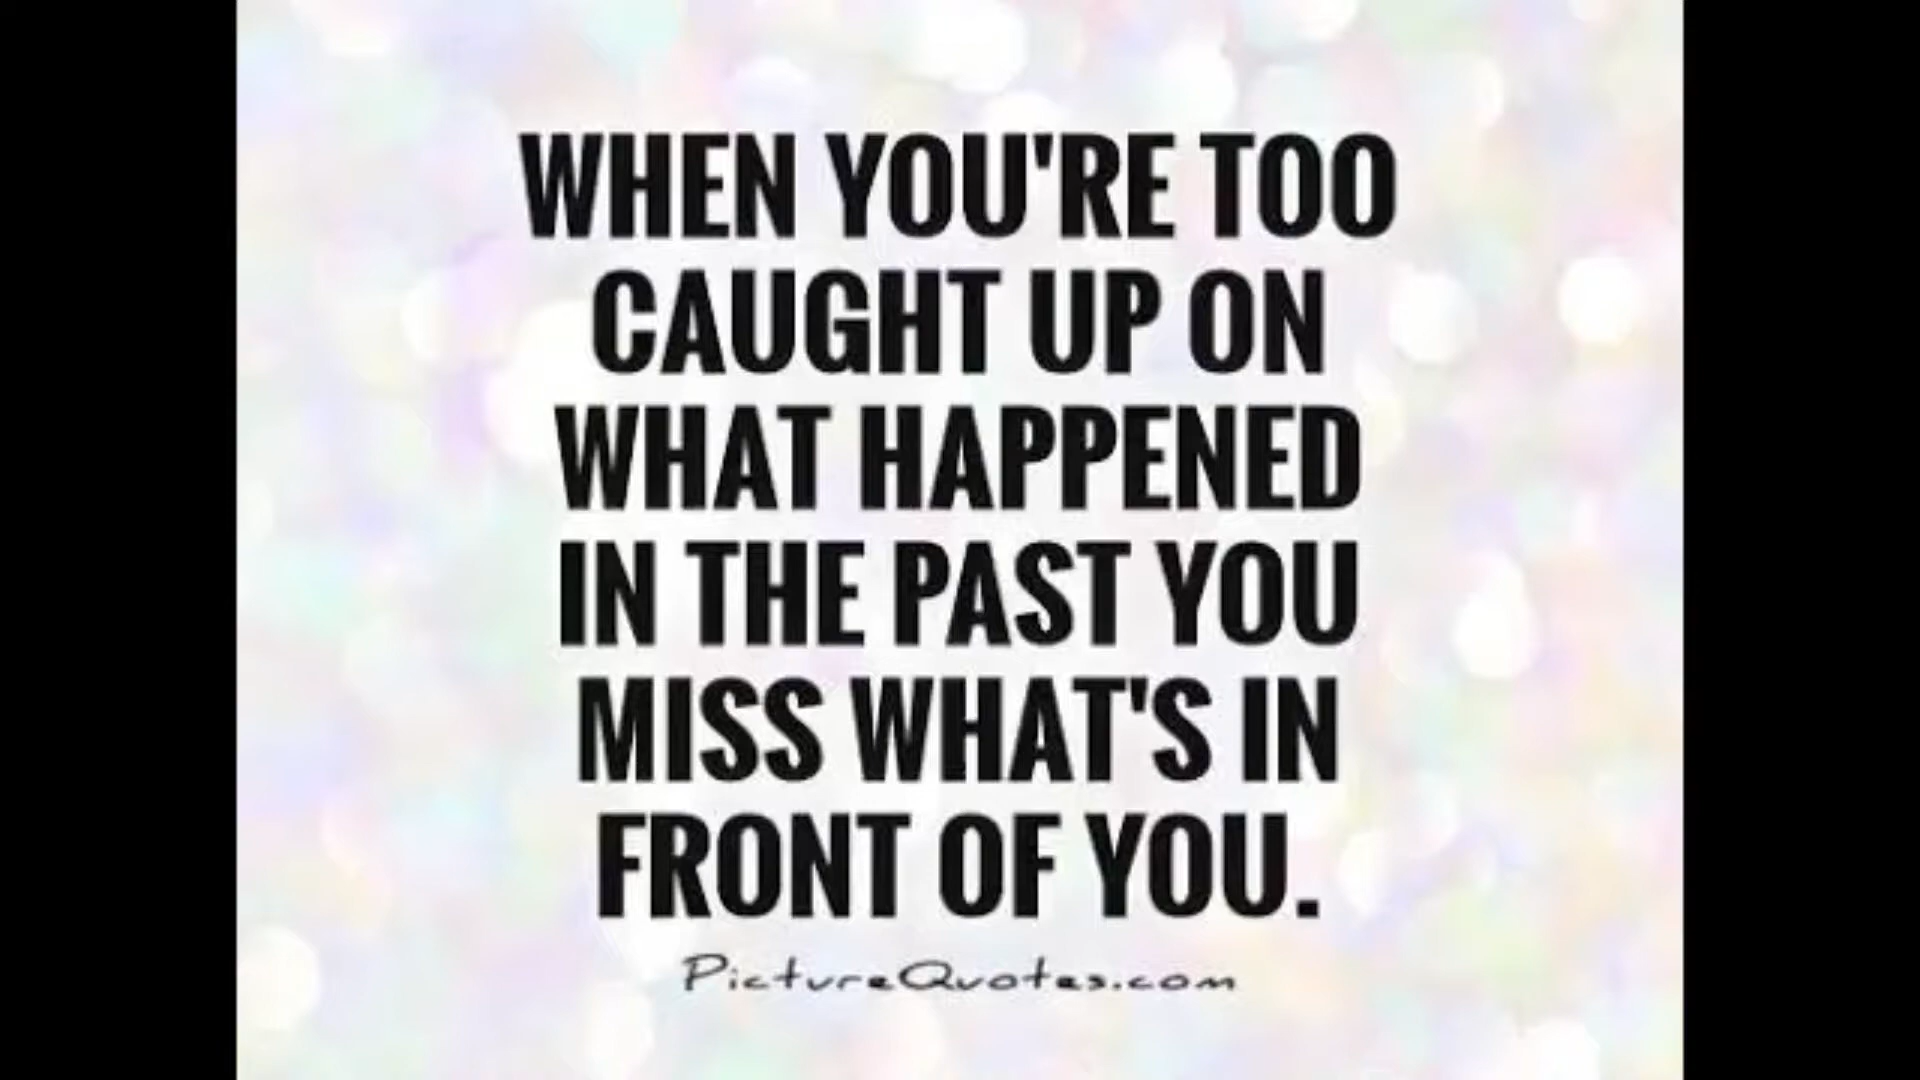 WHEN YOU'RE TOO
CAUGHT UP ON
WHAT HAPPENED
IN THE PAST YOU
MISS WHAT'S IN
FRONT OF YOU.
PictureQuotes.com